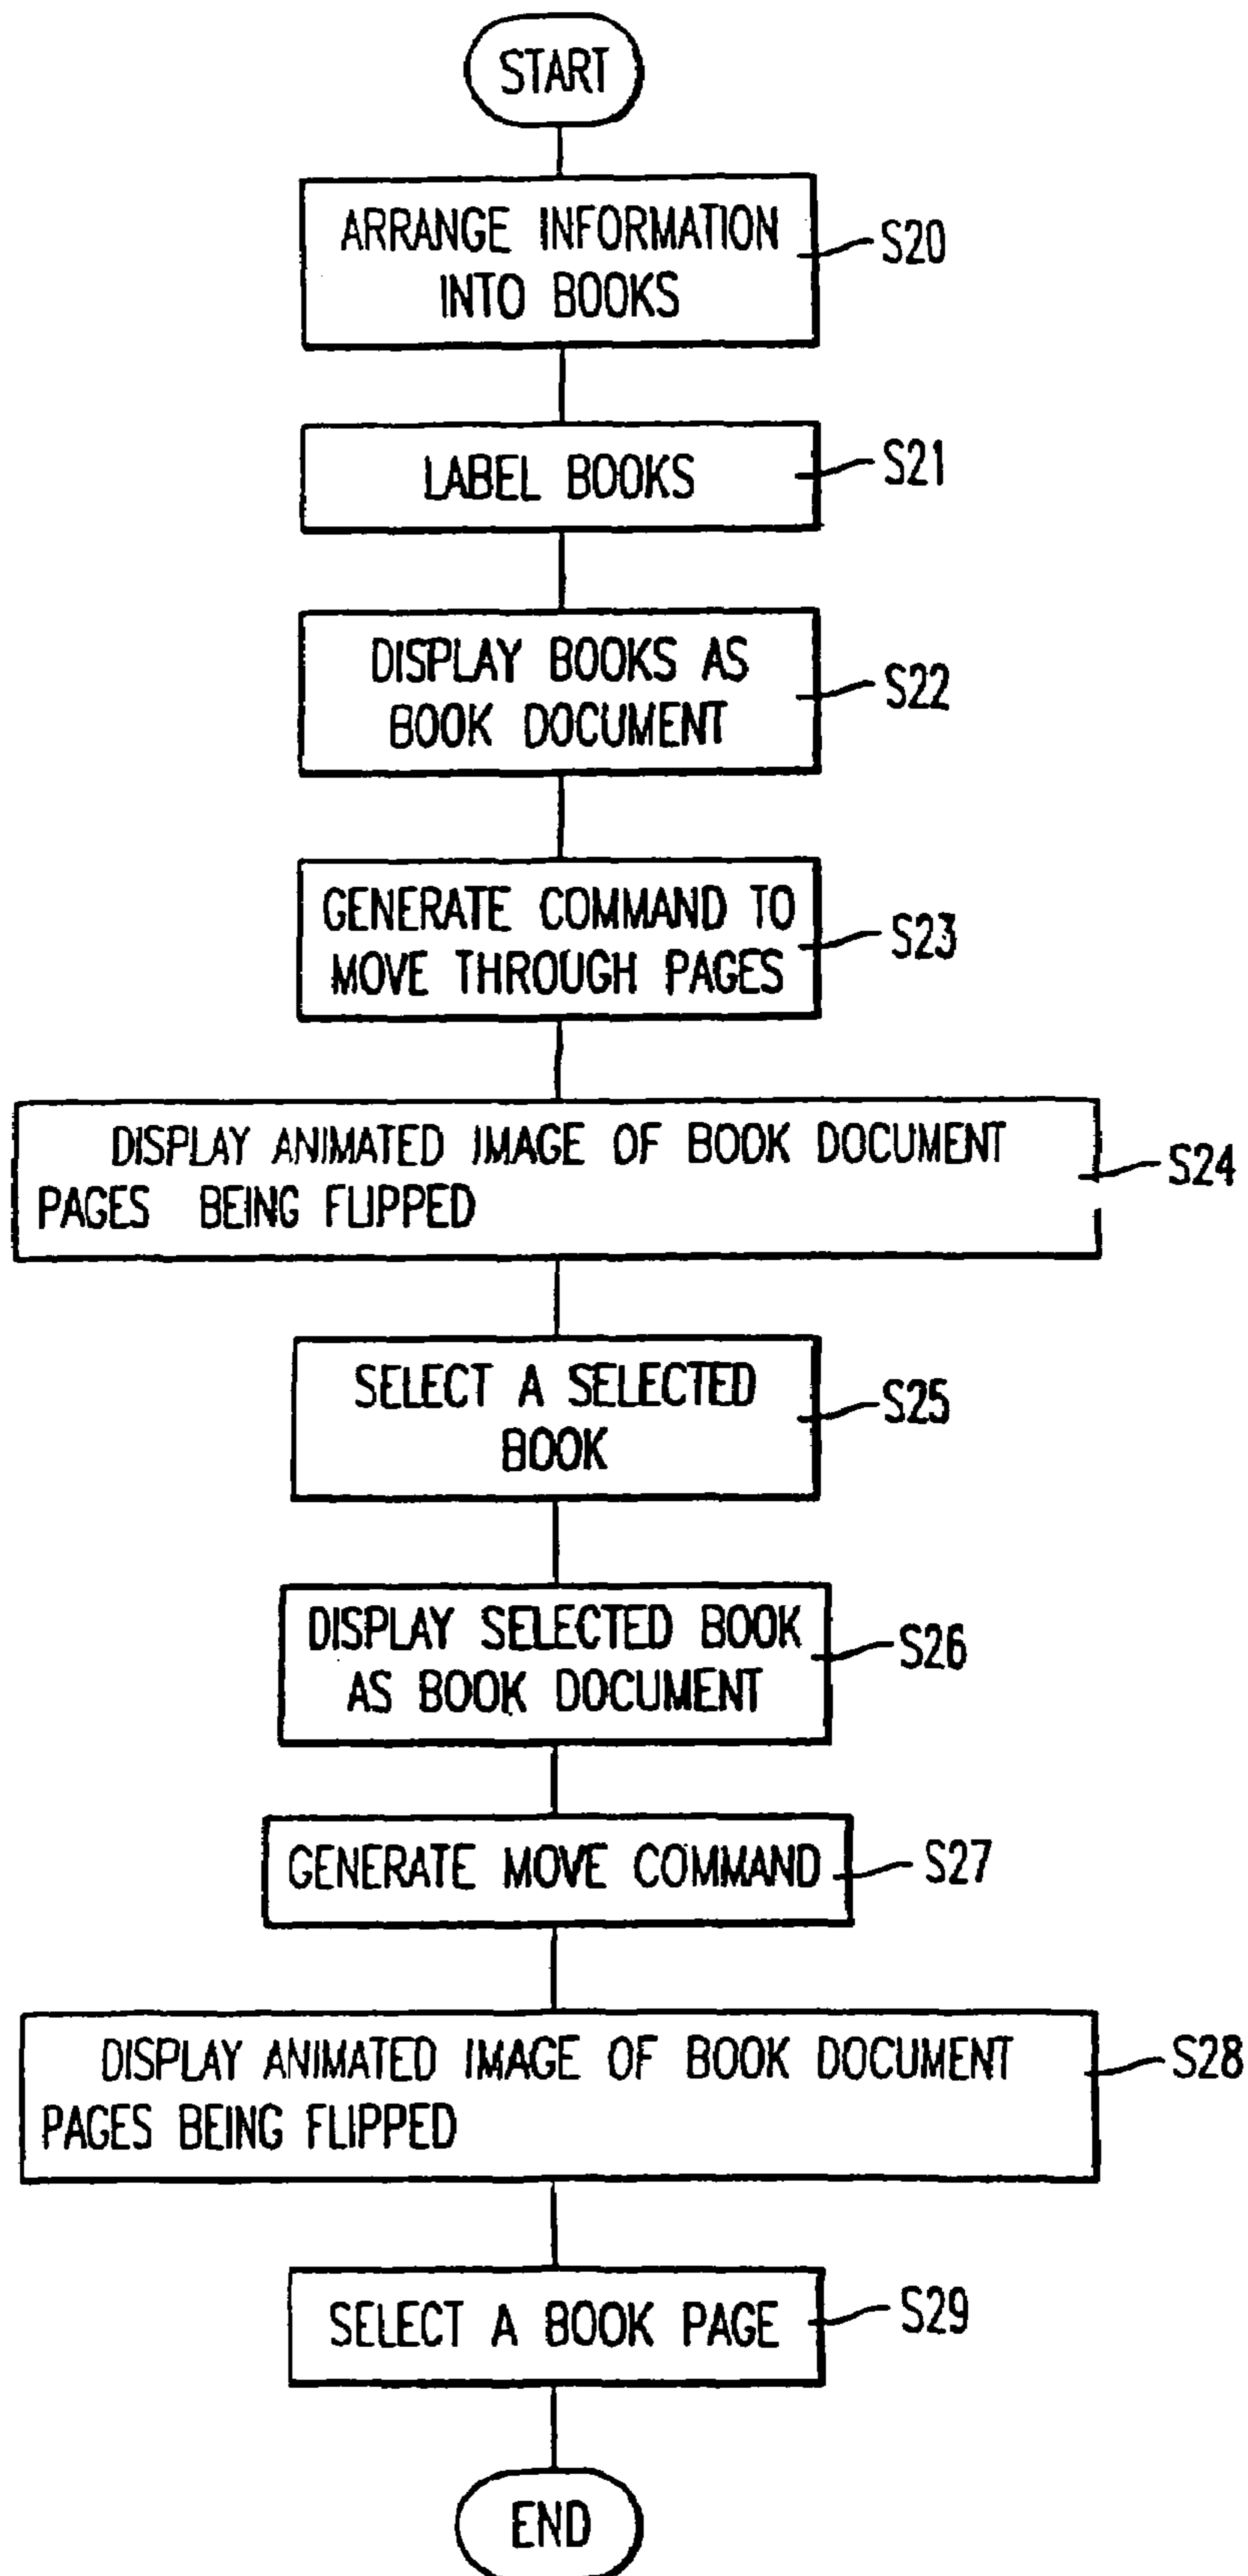 START
ARRANGE INFORMATION
INTO BOOKS
S20
LABEL BOOKS
S21
DISPLAY BOOKS AS
BOOK DOCUMENT
S22
GENERATE COMMAND TO
MOVE THROUGH PAGES
S23
DISPLAY ANIMATED IMAGE OF BOOK DOCUMENT
PAGES BEING FLIPPED
S24
SELECT A SELECTED
BOOK
S25
DISPLAY SELECTED BOOK
AS BOOK DOCUMENT
S26
GENERATE MOVE COMMAND
S27
DISPLAY ANIMATED IMAGE OF BOOK DOCUMENT
PAGES BEING FLIPPED
S28
SELECT A BOOK PAGE
S29
END